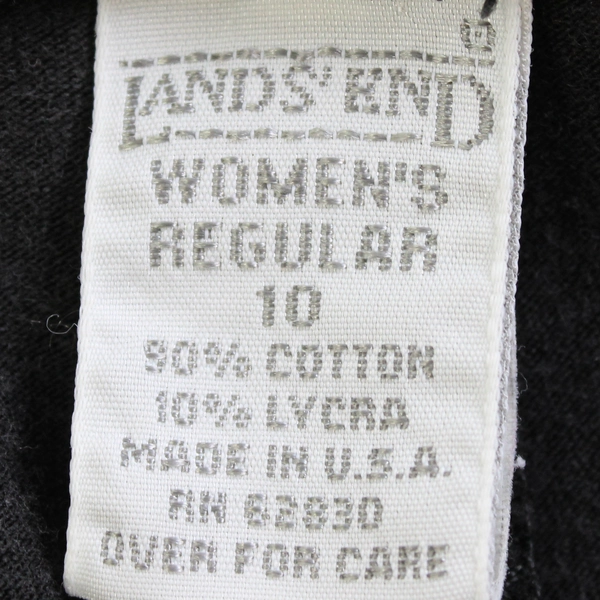 LANDS' END
WOMEN'S
REGULAR
10
90% COTTON
10% LYCRA
MADE IN U.S.A.
RN 62830
OVER FOR CARE